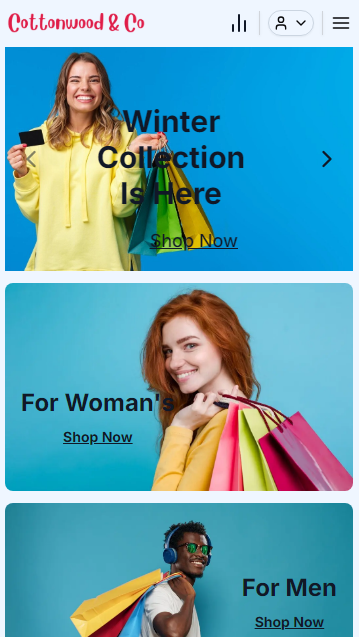 Cottonwood & Co
Winter
Collection
Is Here
Shop Now
For Woman's
Shop Now
For Men
Shop Now